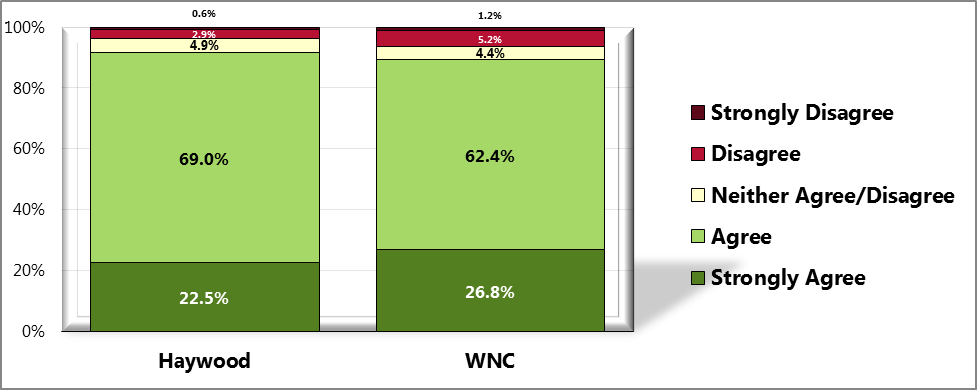 0.6%
1.2%
100%
2.9%
5.2%
4.9%
4.4%
80%
Strongly Disagree
Disagree
69.0%
62.4%
60%
Neither Agree/Disagree
40%
Agree
20%
Strongly Agree
22.5%
26.8%
0%
Haywood
WNC